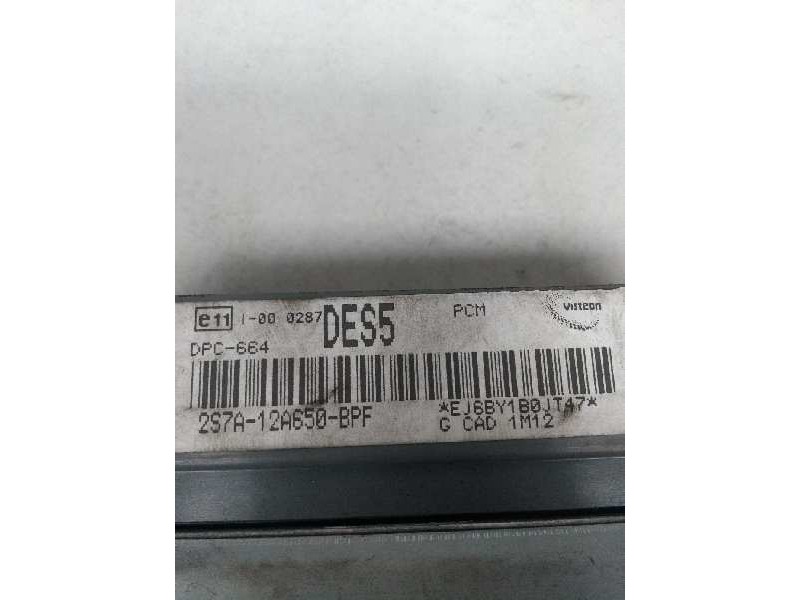 e11 I-00 0287 DES5 PCM Visteon
DPC-664
2S7A-12A650-BPF *EJ6BY1B0JT47*
G CAD 1M12